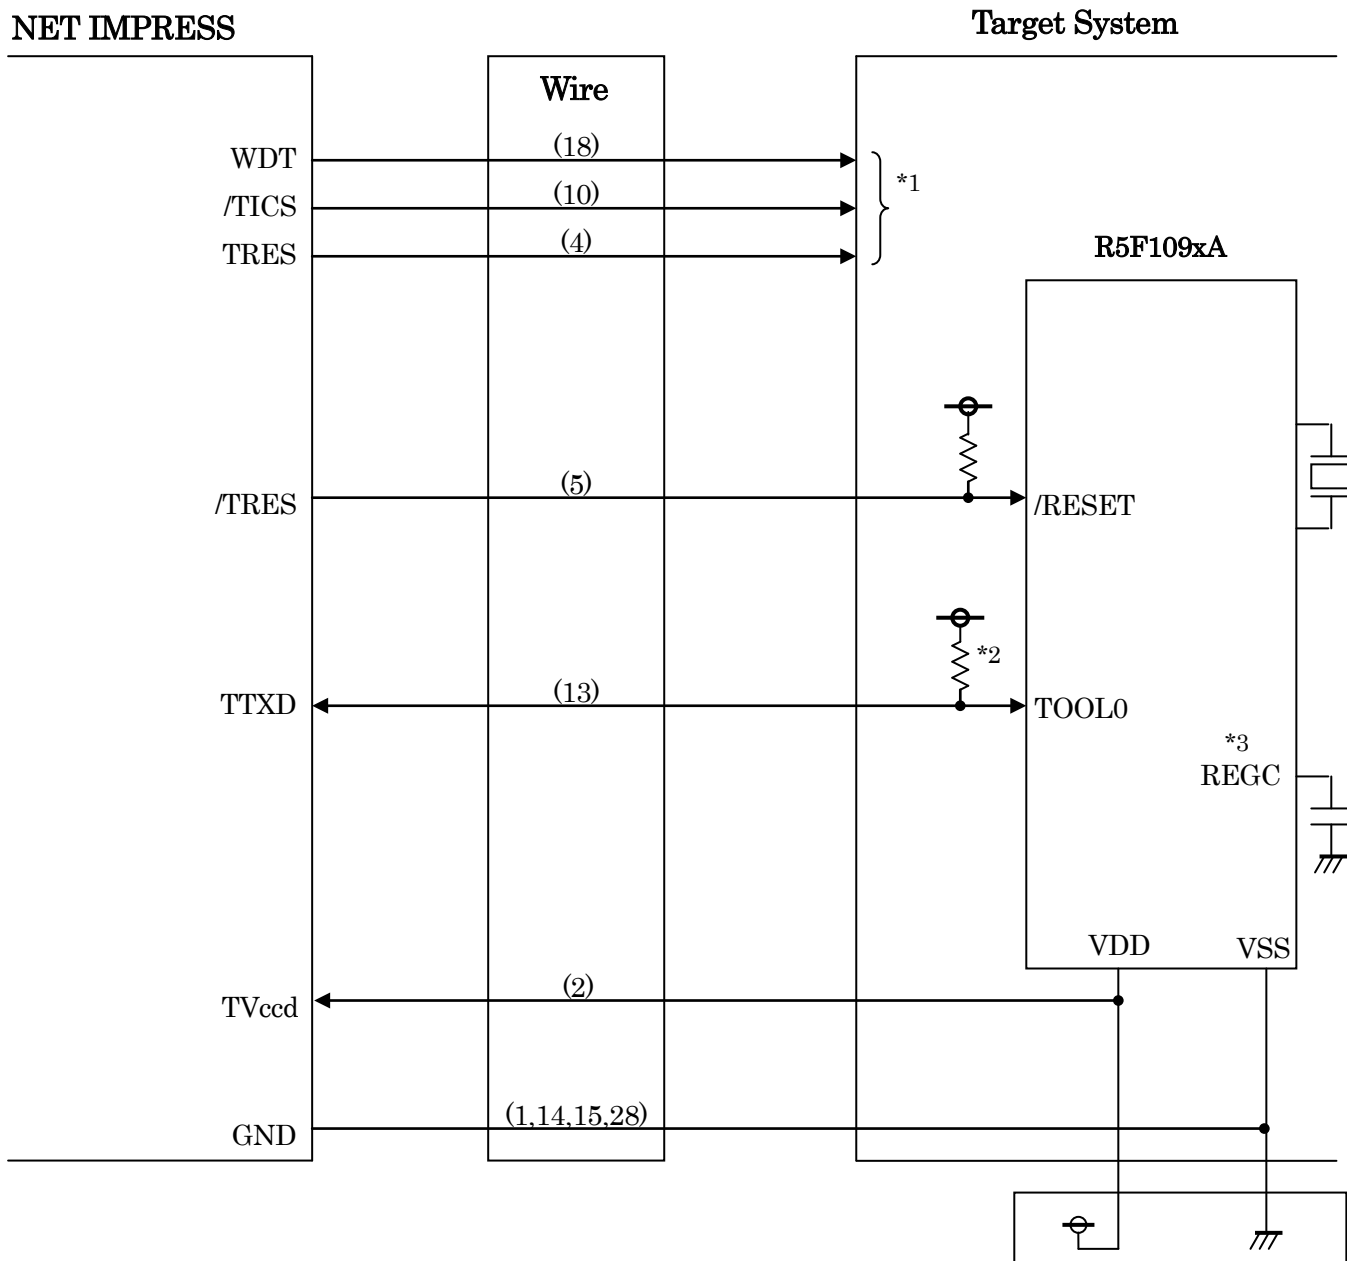 NET IMPRESS
Target System
Wire
WDT
(18)
/TICS
(10)
TRES
(4)
*1
R5F109xA
/TRES
(5)
/RESET
*2
TTXD
(13)
TOOL0
*3
REGC
VDD
VSS
TVccd
(2)
GND
(1,14,15,28)